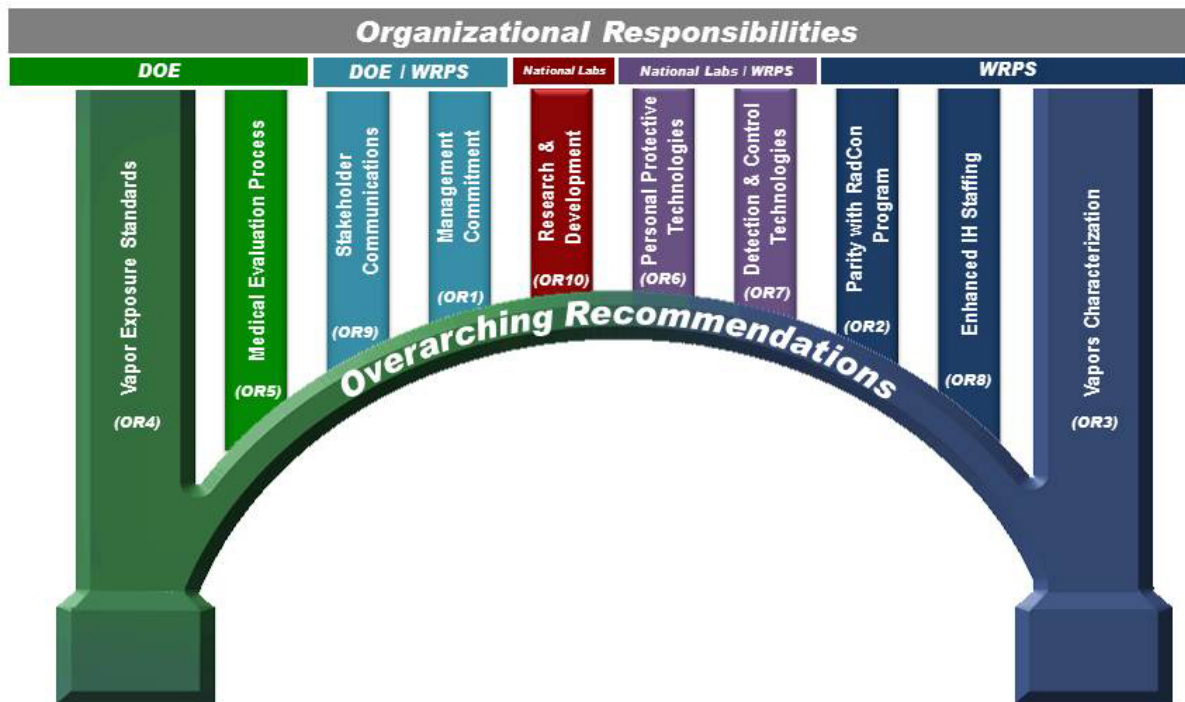 Organizational Responsibilities
DOE
DOE / WRPS
National Labs
National Labs / WRPS
WRPS
Vapor Exposure Standards
(OR4)
Medical Evaluation Process
(OR5)
Stakeholder
Communications
(OR9)
Management
Commitment
(OR1)
Research &
Development
(OR10)
Personal Protective
Technologies
(OR6)
Detection & Control
Technologies
(OR7)
Parity with RadCon
Program
(OR2)
Enhanced IH Staffing
(OR8)
Vapors Characterization
(OR3)
Overarching Recommendations